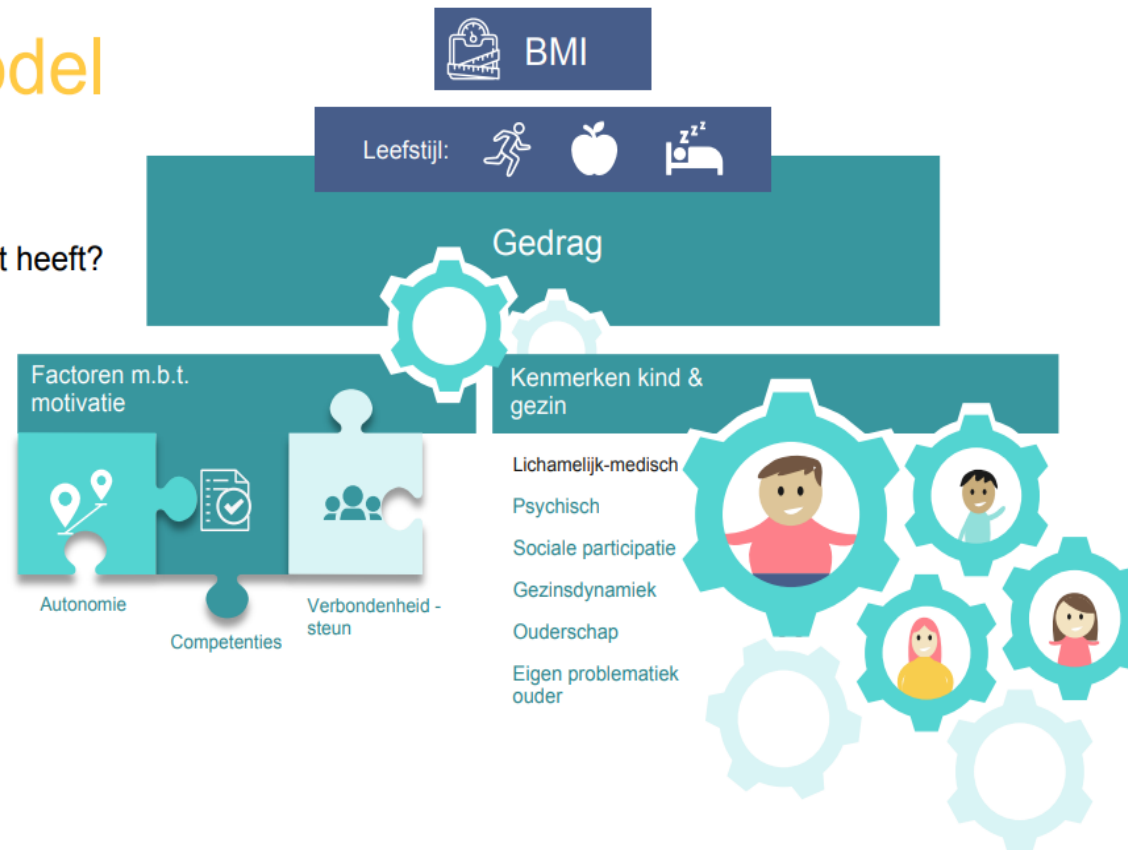 odel
BMI
Leefstijl:
z z z
t heeft?
Gedrag
Factoren m.b.t.
motivatie
Autonomie
Competenties
Verbondenheid -
steun
Kenmerken kind &
gezin
Lichamelijk-medisch
Psychisch
Sociale participatie
Gezinsdynamiek
Ouderschap
Eigen problematiek
ouder